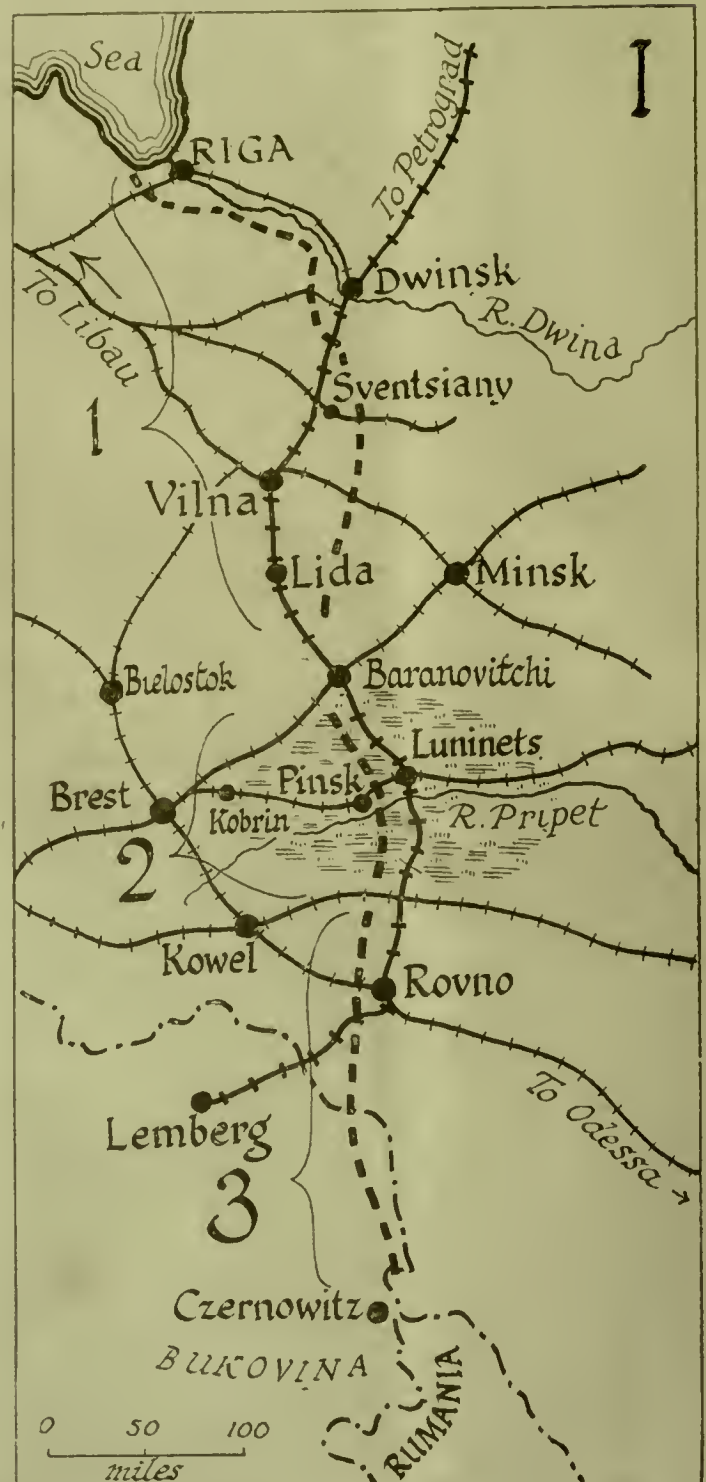 I
Sea
RIGA
To Petrograd
Dwinsk
R. Dwina
To Libau
Sventsiany
1
Vilna
Lida
Minsk
Baranovitchi
Bielostok
Luninets
Pinsk
Brest
Kobrin
R. Pripet
2
Kowel
Rovno
Lemberg
To Odessa
3
Czernowitz
BUKOVINA
RUMANIA
0 50 100
miles